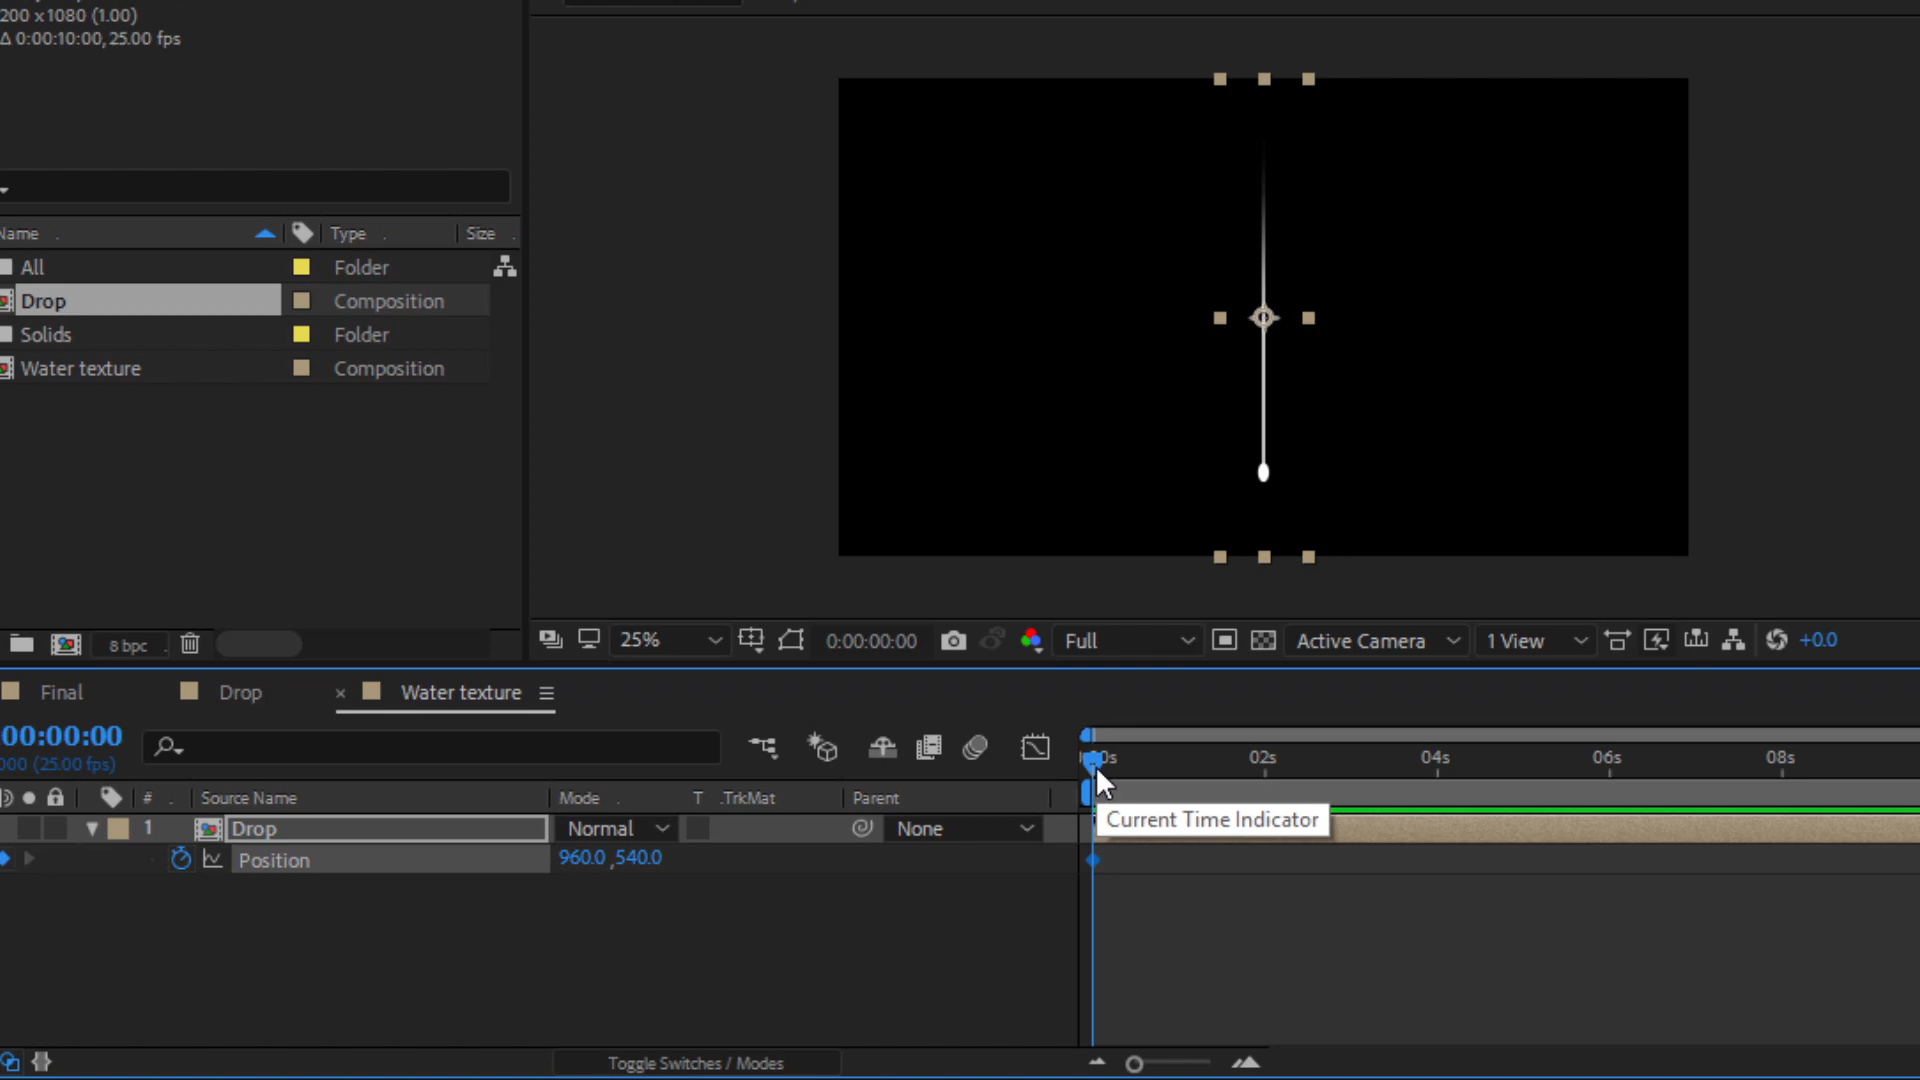 200 x 1080 (1.00)
Δ 0:00:10:00, 25.00 fps
Name
Type
Size
All
Folder
Drop
Composition
Solids
Folder
Water texture
Composition
8 bpc
25%
0:00:00:00
Full
Active Camera
1 View
+0.0
Final
Drop
× Water texture
00:00:00
000 (25.00 fps)
0s
02s
04s
06s
08s
#
Source Name
Mode
T .TrkMat
Parent
1
Drop
Normal
None
Current Time Indicator
Position
960.0 ,540.0
Toggle Switches / Modes